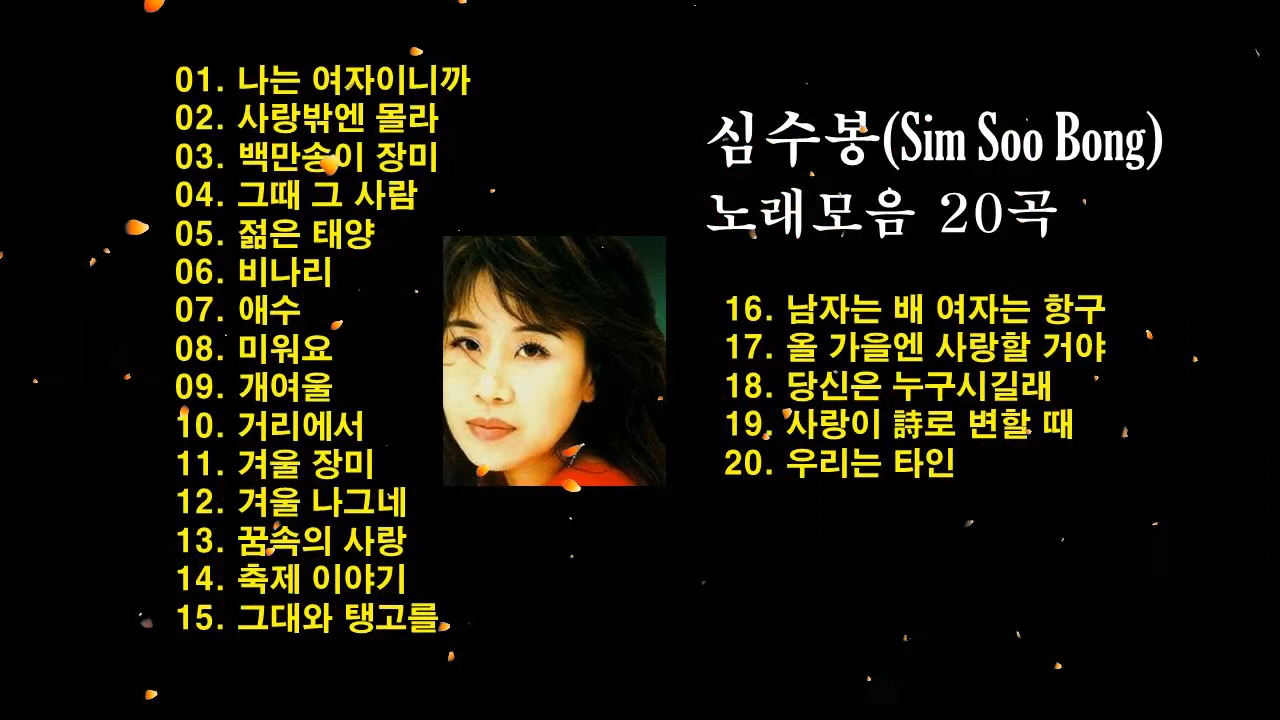 01. 나는 여자이니까
02. 사랑밖엔 몰라
03. 백만송이 장미
04. 그때 그 사람
05. 젊은 태양
06. 비나리
07. 애수
08. 미워요
09. 개여울
10. 거리에서
11. 겨울 장미
12. 겨울 나그네
13. 꿈속의 사랑
14. 축제 이야기
15. 그대와 탱고를
심수봉(Sim Soo Bong)
노래모음 20곡
16. 남자는 배 여자는 항구
17. 올 가을엔 사랑할 거야
18. 당신은 누구시길래
19. 사랑이 詩로 변할 때
20. 우리는 타인